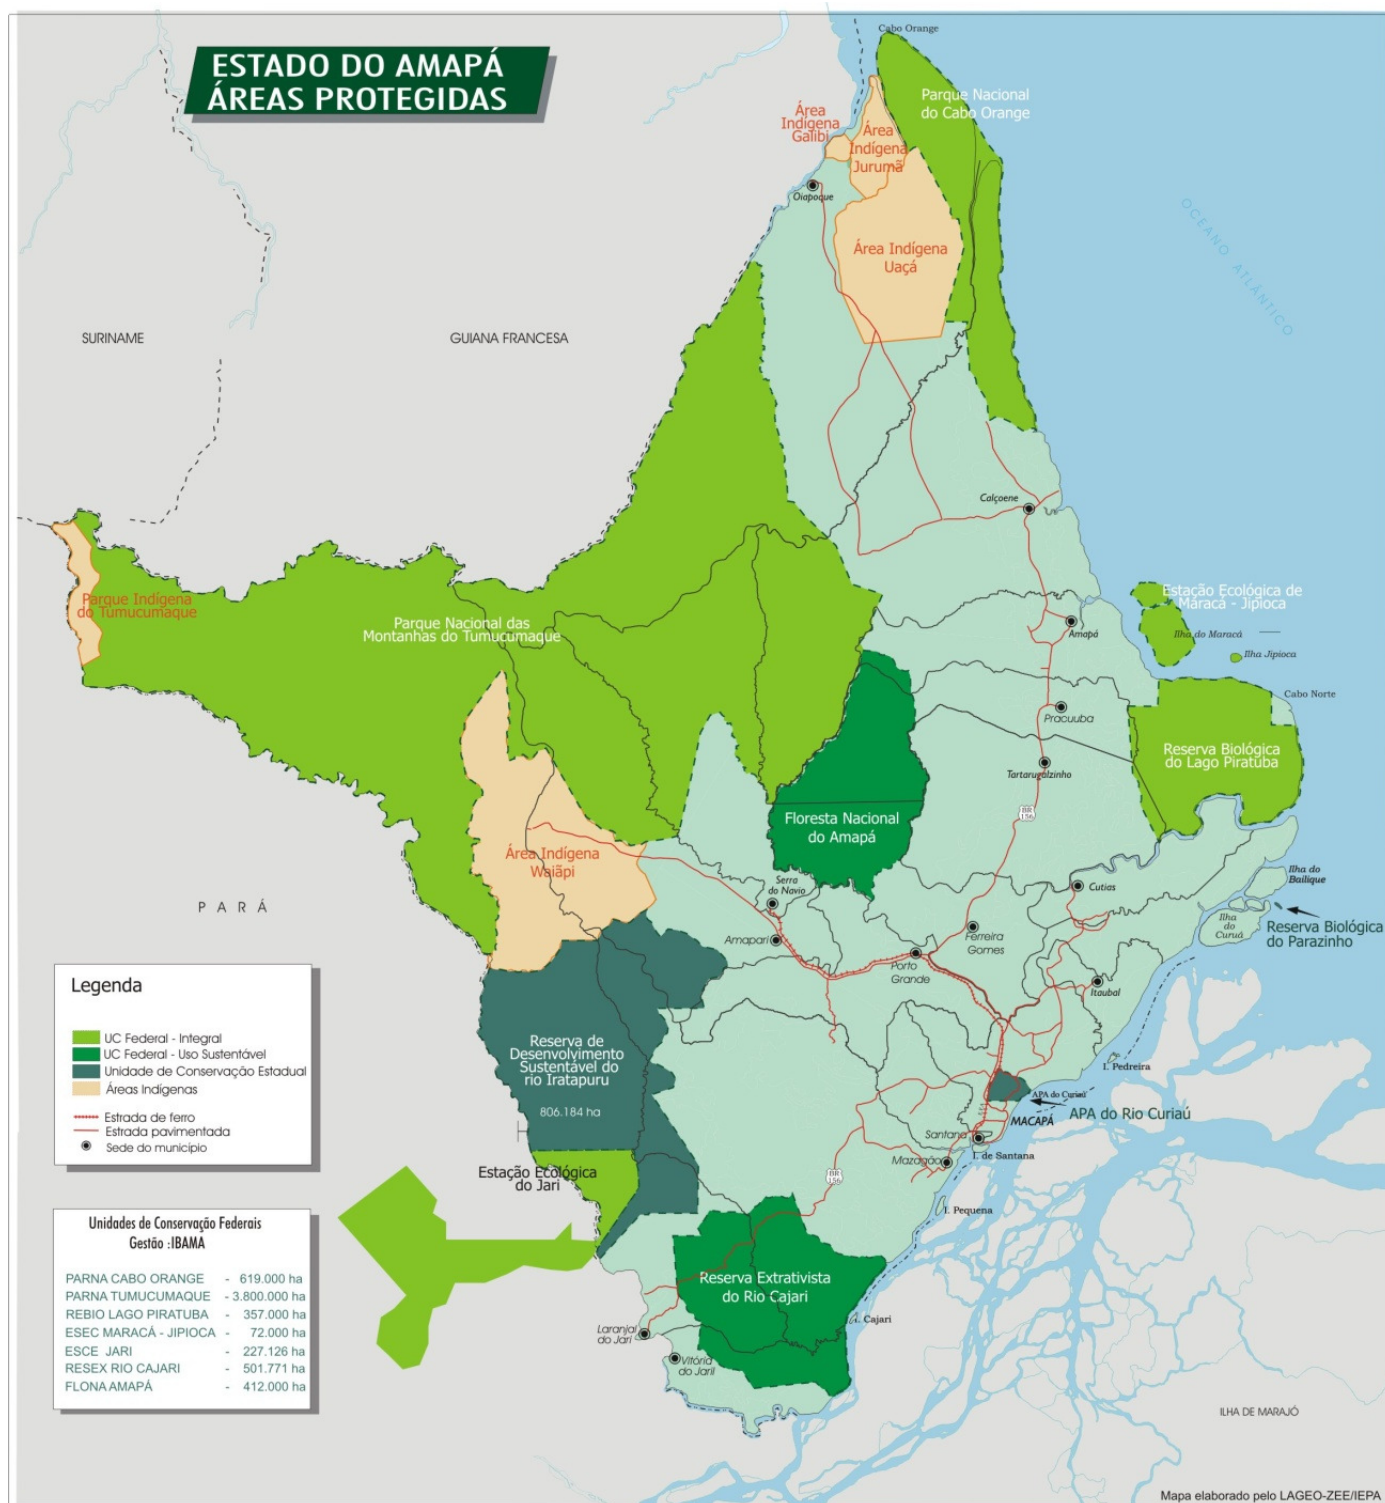 ESTADO DO AMAPÁ
ÁREAS PROTEGIDAS
Cabo Orange
Parque Nacional
do Cabo Orange
Área
Indígena
Galibi
Área
Indígena
Jurumã
Oiapoque
Área Indígena
Uaçá
OCEANO ATLÂNTICO
SURINAME
GUIANA FRANCESA
Calçoene
Parque Indígena
do Tumucumaque
Parque Nacional das
Montanhas do Tumucumaque
Estação Ecológica de
Maracá - Jipioca
Ilha do Maracá
Ilha Jipioca
Amapá
Cabo Norte
Pracuuba
Reserva Biológica
do Lago Piratuba
Tartarugalzinho
BR
156
Floresta Nacional
do Amapá
Área Indígena
Waiãpi
Serra
do Navio
Cutias
Ilha do
Bailique
Ilha
do
Curuá
Reserva Biológica
do Parazinho
PARÁ
Amapari
Ferreira
Gomes
Porto
Grande
Itaubal
Legenda
UC Federal - Integral
UC Federal - Uso Sustentável
Unidade de Conservação Estadual
Áreas Indígenas
Estrada de ferro
Estrada pavimentada
Sede do município
Reserva de
Desenvolvimento
Sustentável do
rio Iratapuru
806.184 ha
I. Pedreira
APA do Curiaú
APA do Rio Curiaú
MACAPÁ
Santana
I. de Santana
Mazagão
BR
156
Estação Ecológica
do Jari
I. Pequena
Unidades de Conservação Federais
Gestão :IBAMA
PARNA CABO ORANGE - 619.000 ha
PARNA TUMUCUMAQUE - 3.800.000 ha
REBIO LAGO PIRATUBA - 357.000 ha
ESEC MARACÁ - JIPIOCA - 72.000 ha
ESCE JARI - 227.126 ha
RESEX RIO CAJARI - 501.771 ha
FLONA AMAPÁ - 412.000 ha
Reserva Extrativista
do Rio Cajari
I. Cajari
Laranjal
do Jari
Vitória
do Jaril
ILHA DE MARAJÓ
Mapa elaborado pelo LAGEO-ZEE/IEPA